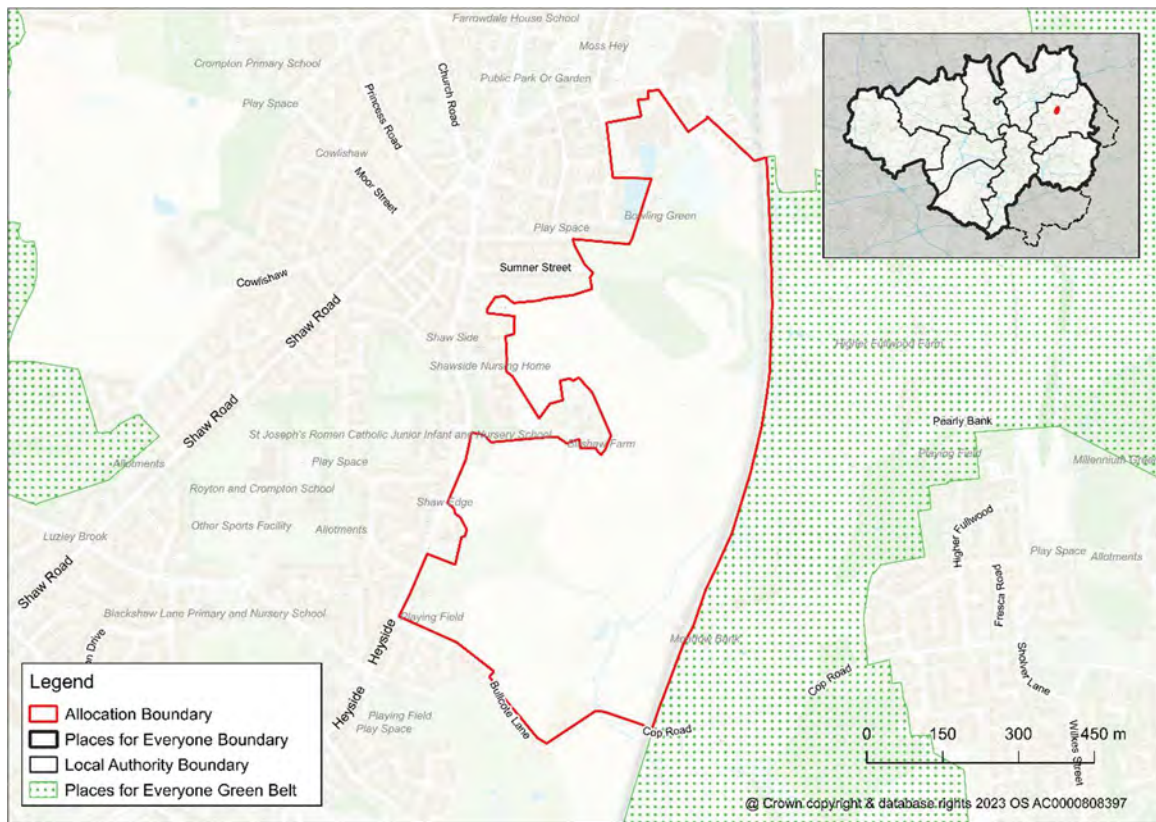 Farrowdale House School
Moss Hey
Crompton Primary School
Public Park Or Garden
Church Road
Play Space
Princess Road
Cowlishaw
Moor Street
Bowling Green
Play Space
Sumner Street
Cowlishaw
Shaw Road
Shaw Side
Higher Fullwood Farm
Shawside Nursing Home
Shaw Road
Pearly Bank
St Joseph's Roman Catholic Junior Infant and Nursery School
Playing Field
Millennium Green
Allotments
Play Space
Royton and Crompton School
Shaw Edge
Higher Fullwood
Other Sports Facility
Allotments
Luzley Brook
Play Space
Allotments
Shaw Road
Fresca Road
Blackshaw Lane Primary and Nursery School
Playing Field
Heyside
Meadow Bank
Drive
Sholver Lane
Cop Road
Heyside
Bullcote Lane
Playing Field
Play Space
Cop Road
Wilkes Street
Legend
Allocation Boundary
Places for Everyone Boundary
Local Authority Boundary
Places for Everyone Green Belt
0 150 300 450 m
@ Crown copyright & database rights 2023 OS AC0000808397